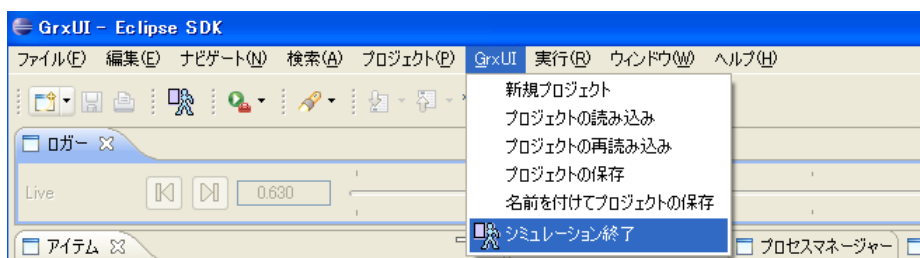 GrxUI - Eclipse SDK
ファイル(F) 編集(E) ナビゲート(N) 検索(A) プロジェクト(P) GrxUI 実行(R) ウィンドウ(W) ヘルプ(H)
新規プロジェクト
プロジェクトの読み込み
プロジェクトの再読み込み
プロジェクトの保存
名前を付けてプロジェクトの保存
シミュレーション終了
ロガー
Live 0.630
アイテム プロセスマネージャー